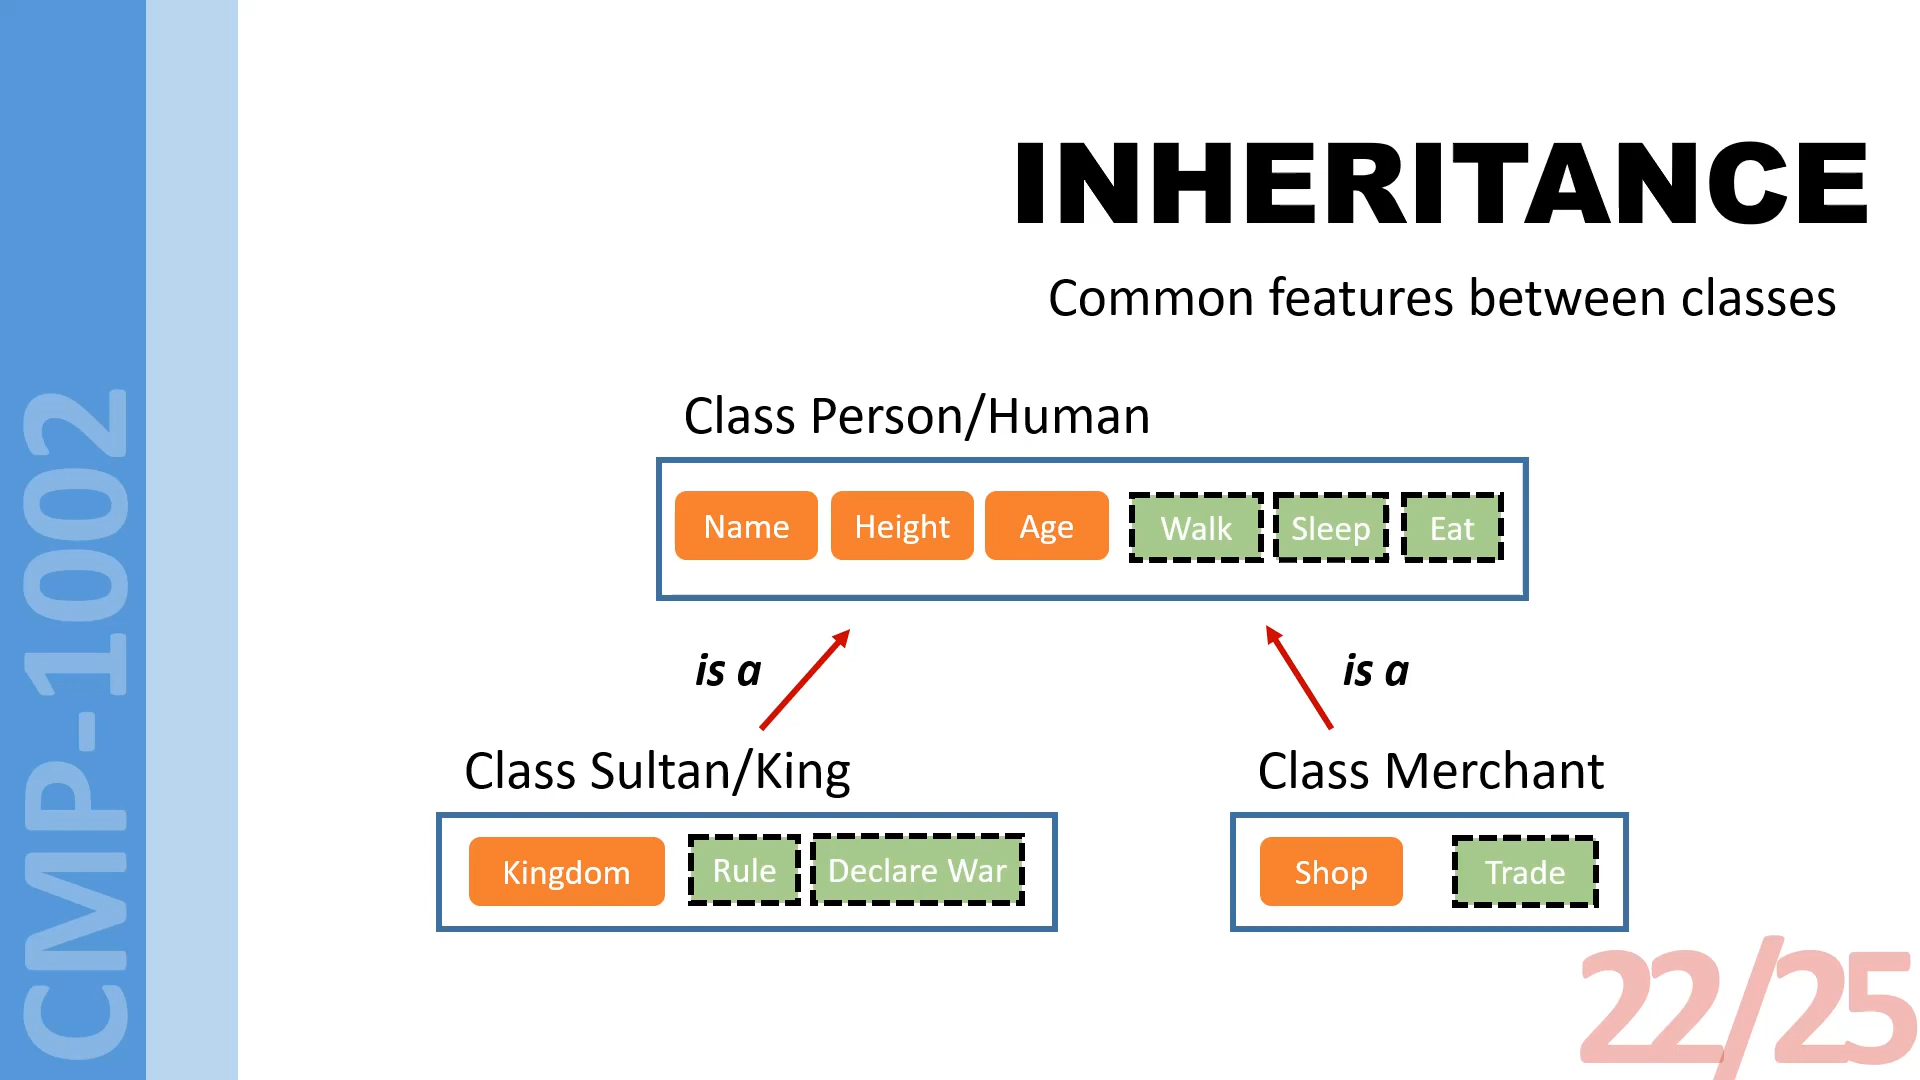 CMP-1002
INHERITANCE
Common features between classes
Class Person/Human
Name Height Age Walk Sleep Eat
is a is a
Class Sultan/King Class Merchant
Kingdom Rule Declare War Shop Trade
22/25